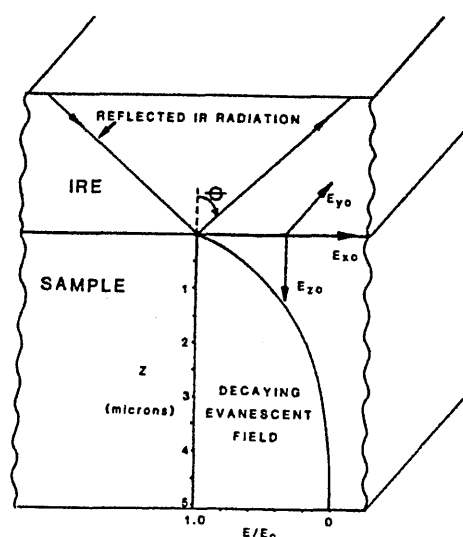 REFLECTED IR RADIATION
IRE
Φ
Eyo
Exo
SAMPLE
Ezo
1
2
Z
3
(microns)
DECAYING
EVANESCENT
FIELD
4
5
1.0
0
E/Eo